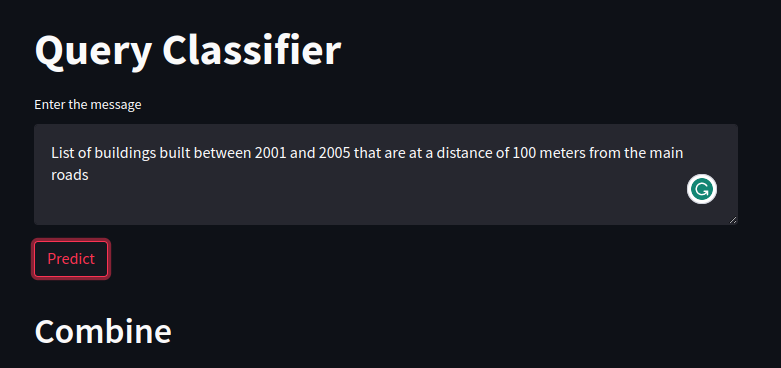 Query Classifier
Enter the message
List of buildings built between 2001 and 2005 that are at a distance of 100 meters from the main
roads
Predict
Combine